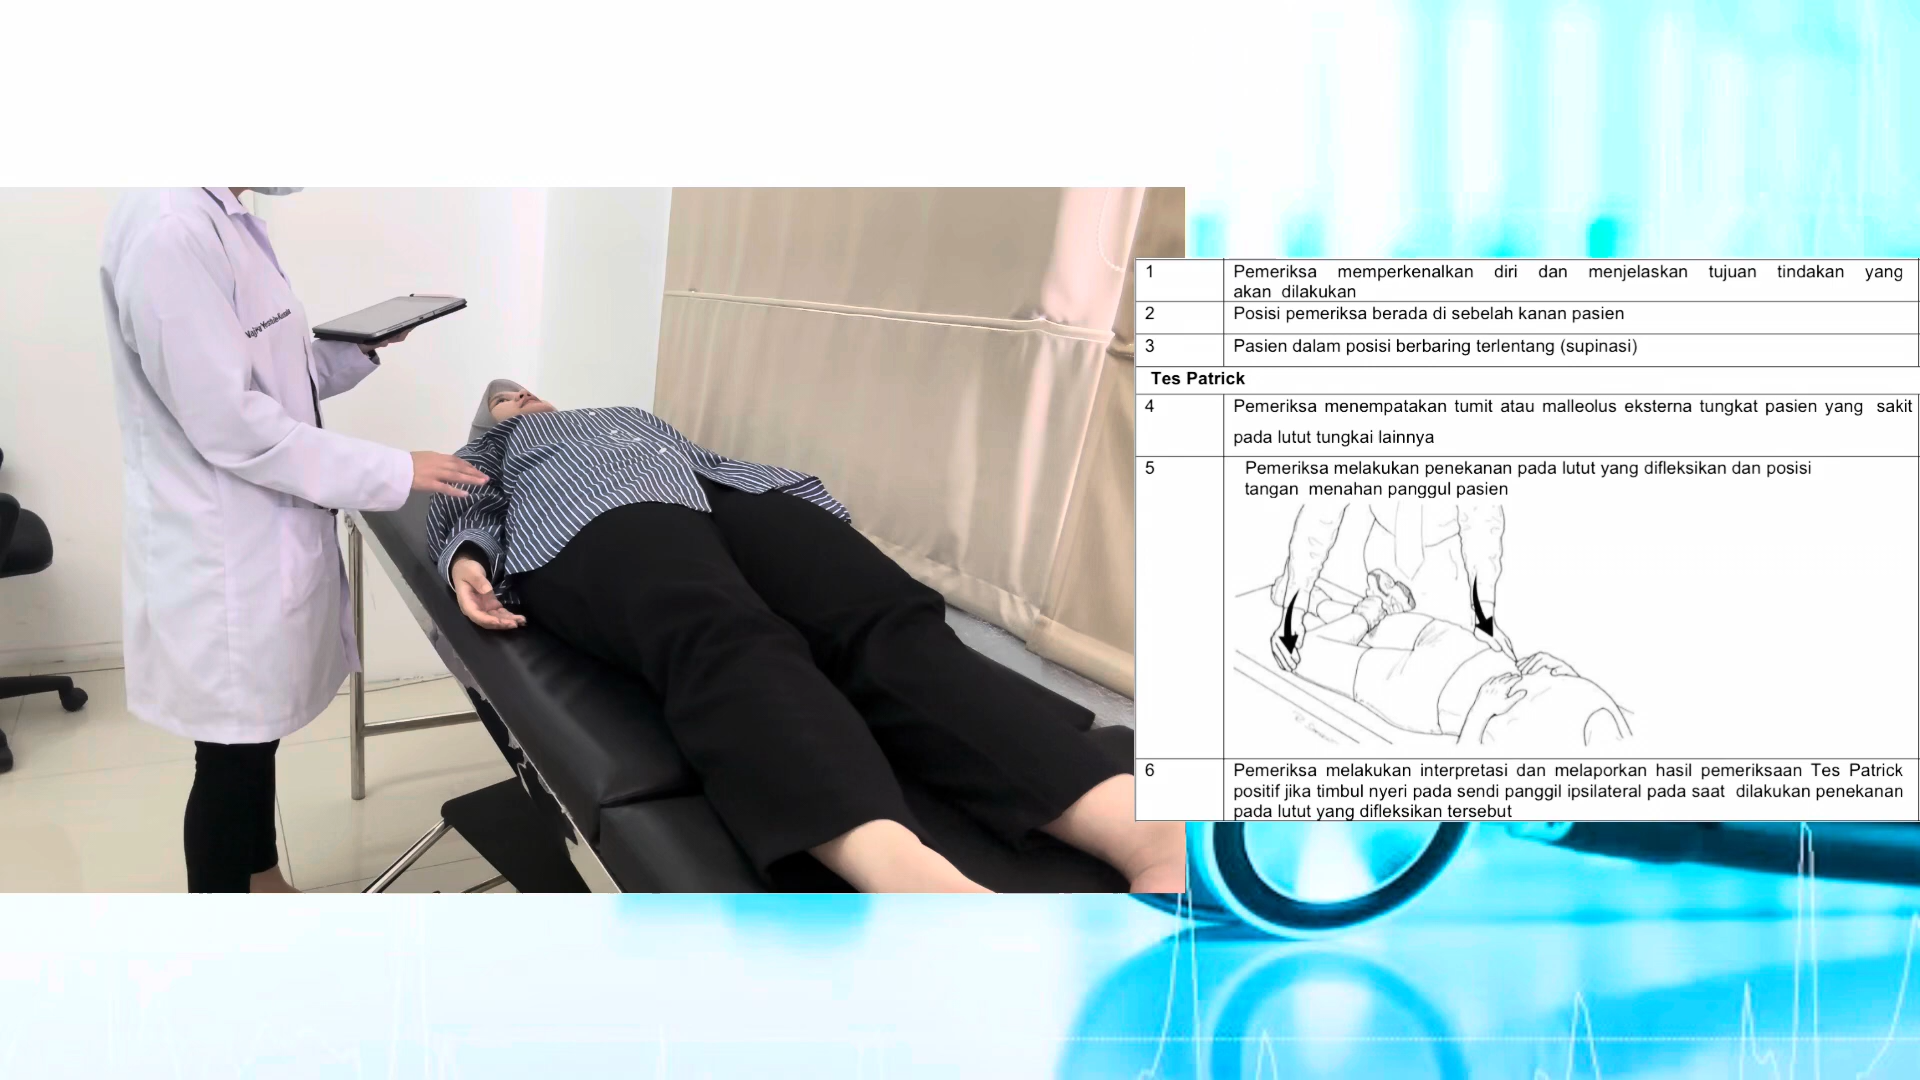 1
Pemeriksa memperkenalkan diri dan menjelaskan tujuan tindakan yang
akan dilakukan
2
Posisi pemeriksa berada di sebelah kanan pasien
3
Pasien dalam posisi berbaring terlentang (supinasi)
Tes Patrick
4
Pemeriksa menempatakan tumit atau malleolus eksterna tungkat pasien yang sakit
pada lutut tungkai lainnya
5
Pemeriksa melakukan penekanan pada lutut yang difleksikan dan posisi
tangan menahan panggul pasien
6
Pemeriksa melakukan interpretasi dan melaporkan hasil pemeriksaan Tes Patrick
positif jika timbul nyeri pada sendi panggil ipsilateral pada saat dilakukan penekanan
pada lutut yang difleksikan tersebut